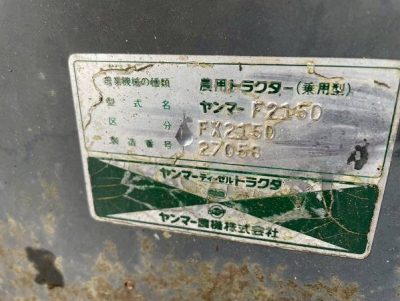 農業機械の種類 農用トラクター(乗用型)
型式名 ヤンマー F215D
区分 FX215D
製造番号 27058
ヤンマーディーゼルトラクタ
ヤンマー農機株式会社